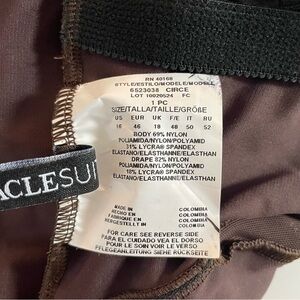 RN 40168
STYLE/ESTILO/MODELE/MODELL
6523038 CIRCE
LOT 10020524 FC
1 PC
SIZE/TALLA/TAILLE/GRÖßE
US EUR UK F/E IT RU
16 46 18 48 50 52
BODY 69% NYLON
POLIAMIDA/NYLON/POLYAMID
31% LYCRA® SPANDEX
ELASTANO/ELASTHANNE/ELASTHAN
DRAPE 82% NYLON
POLIAMIDA/NYLON/POLYAMID
18% LYCRA® SPANDEX
ELASTANO/ELASTHANNE/ELASTHAN
MADE IN COLOMBIA
HECHO EN COLOMBIA
FABRIQUE EN COLOMBIE
HERGESTELLT IN COLOMBIA
FOR CARE SEE REVERSE SIDE
PARA EL CUIDADO VEA EL DORSO
POUR LE SOIN VOIR AU VERSO
PFLEGEANLEITUNG SIEHE RÜCKSEITE
ACLESUI